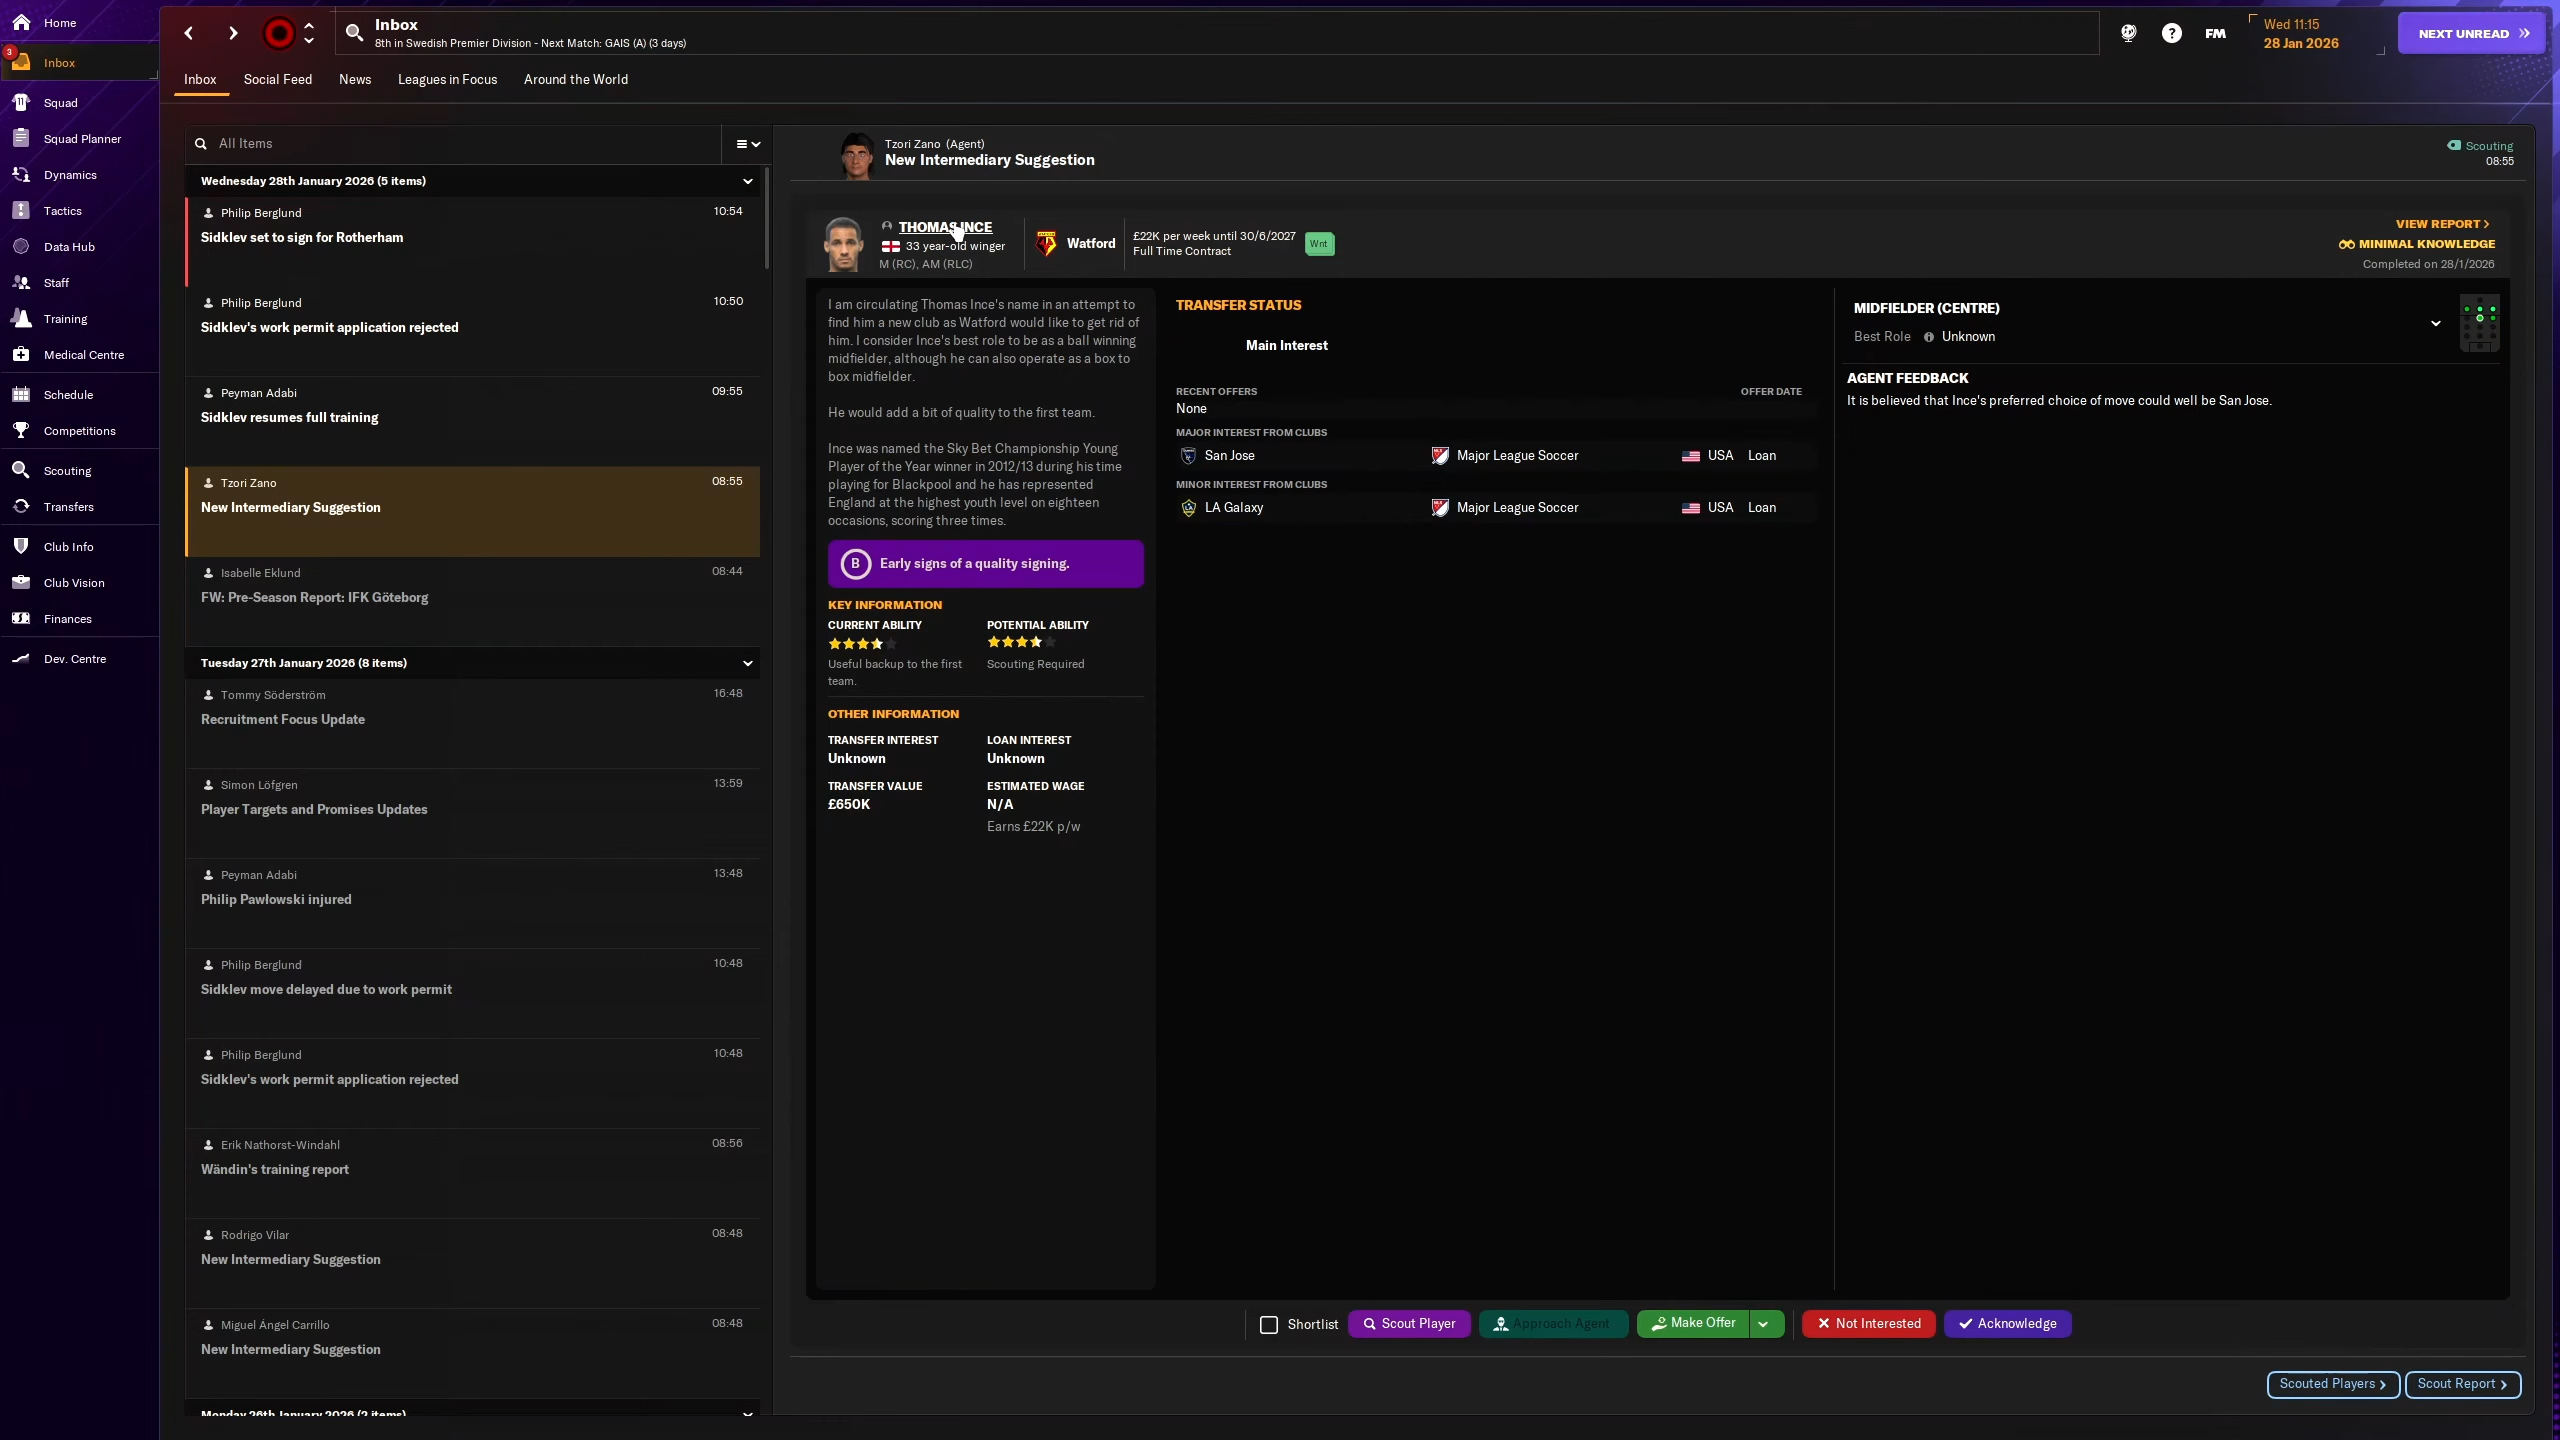 Home
3
Inbox
Squad
Squad Planner
Dynamics
Tactics
Data Hub
Staff
Training
Medical Centre
Schedule
Competitions
Scouting
Transfers
Club Info
Club Vision
Finances
Dev. Centre
Inbox
8th in Swedish Premier Division - Next Match: GAIS (A) (3 days)
FM
Wed 11:15
28 Jan 2026
NEXT UNREAD
Inbox Social Feed News Leagues in Focus Around the World
All Items
Wednesday 28th January 2026 (5 items)
Philip Berglund 10:54
Sidklev set to sign for Rotherham
Philip Berglund 10:50
Sidklev's work permit application rejected
Peyman Adabi 09:55
Sidklev resumes full training
Tzori Zano 08:55
New Intermediary Suggestion
Isabelle Eklund 08:44
FW: Pre-Season Report: IFK Göteborg
Tuesday 27th January 2026 (8 items)
Tommy Söderström 16:48
Recruitment Focus Update
Simon Löfgren 13:59
Player Targets and Promises Updates
Peyman Adabi 13:48
Philip Pawlowski injured
Philip Berglund 10:48
Sidklev move delayed due to work permit
Philip Berglund 10:48
Sidklev's work permit application rejected
Erik Nathorst-Windahl 08:56
Wändin's training report
Rodrigo Vilar 08:48
New Intermediary Suggestion
Miguel Ángel Carrillo 08:48
New Intermediary Suggestion
Monday 26th January 2026 (2 items)
Tzori Zano (Agent)
New Intermediary Suggestion
Scouting
08:55
THOMAS INCE
33 year-old winger
M (RC), AM (RLC)
Watford
£22K per week until 30/6/2027
Full Time Contract
Wnt
VIEW REPORT >
MINIMAL KNOWLEDGE
Completed on 28/1/2026
I am circulating Thomas Ince's name in an attempt to
find him a new club as Watford would like to get rid of
him. I consider Ince's best role to be as a ball winning
midfielder, although he can also operate as a box to
box midfielder.
He would add a bit of quality to the first team.
Ince was named the Sky Bet Championship Young
Player of the Year winner in 2012/13 during his time
playing for Blackpool and he has represented
England at the highest youth level on eighteen
occasions, scoring three times.
B Early signs of a quality signing.
KEY INFORMATION
CURRENT ABILITY POTENTIAL ABILITY
Useful backup to the first
team.
Scouting Required
OTHER INFORMATION
TRANSFER INTEREST LOAN INTEREST
Unknown Unknown
TRANSFER VALUE ESTIMATED WAGE
£650K N/A
Earns £22K p/w
TRANSFER STATUS
Main Interest
RECENT OFFERS OFFER DATE
None
MAJOR INTEREST FROM CLUBS
San Jose Major League Soccer USA Loan
MINOR INTEREST FROM CLUBS
LA Galaxy Major League Soccer USA Loan
MIDFIELDER (CENTRE)
Best Role Unknown
AGENT FEEDBACK
It is believed that Ince's preferred choice of move could well be San Jose.
Shortlist Scout Player Approach Agent Make Offer Not Interested Acknowledge
Scouted Players > Scout Report >